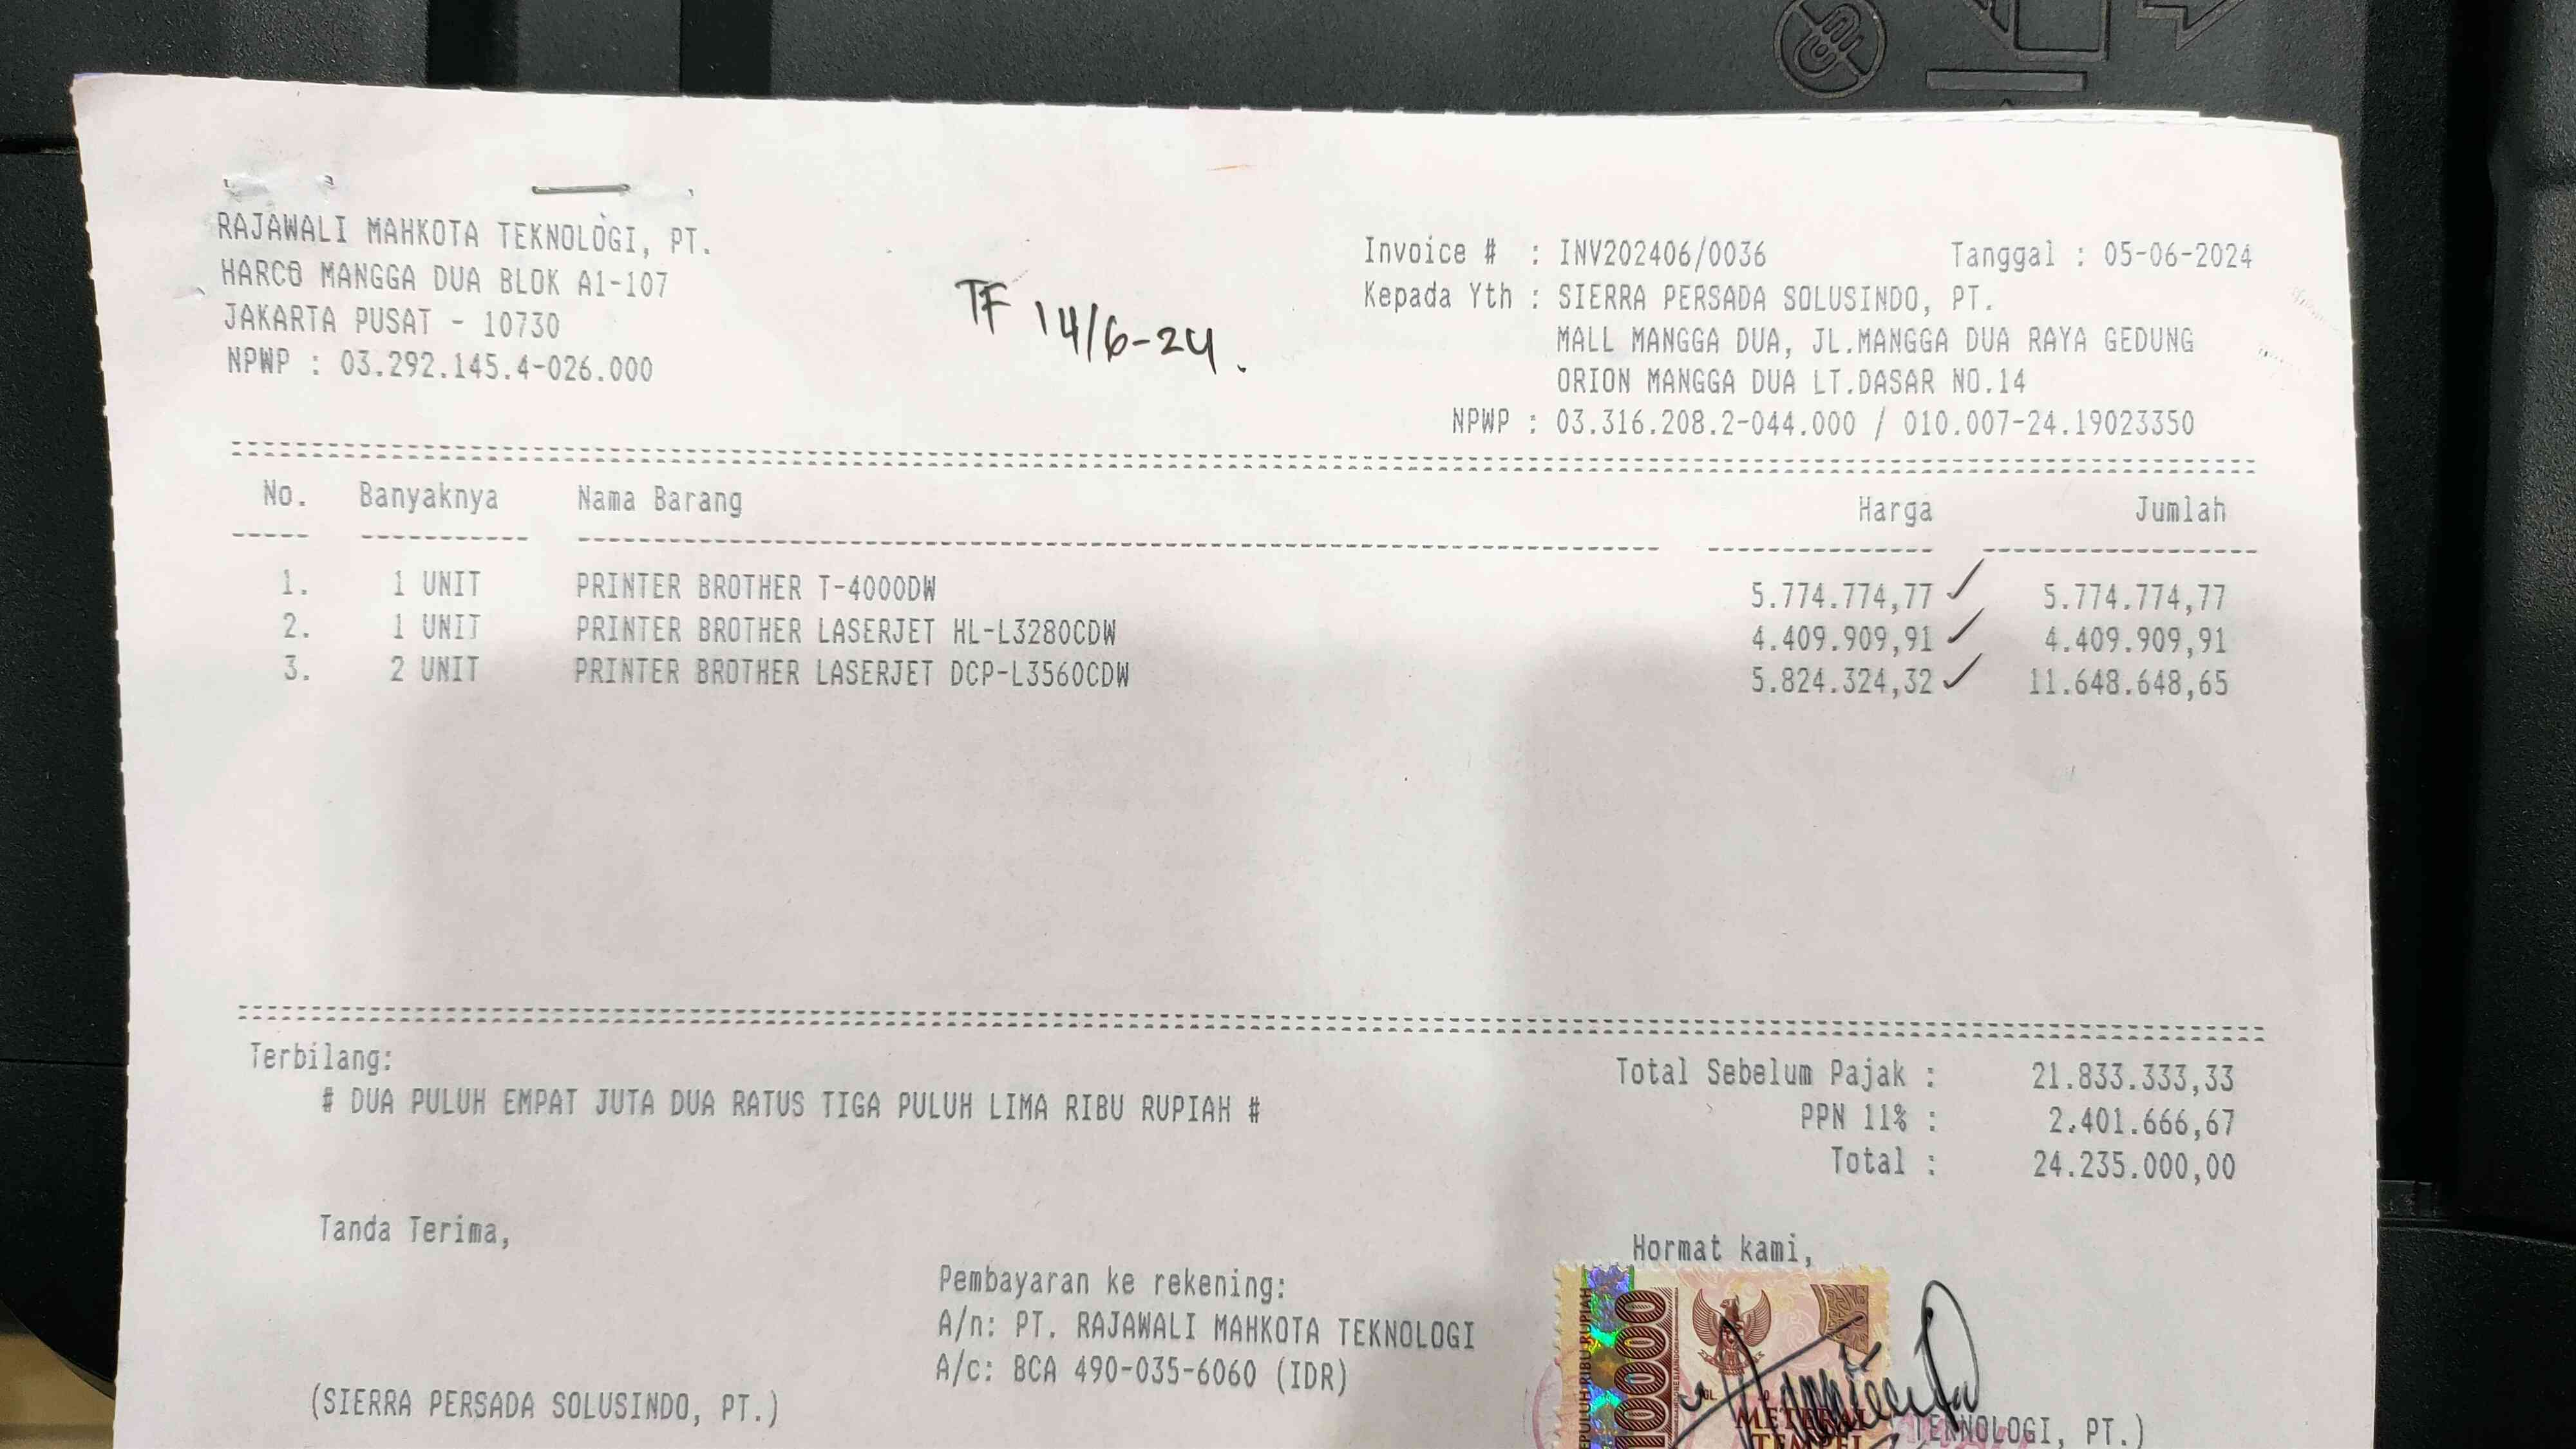 RAJAWALI MAHKOTA TEKNOLOGI, PT.
HARCO MANGGA DUA BLOK A1-107
JAKARTA PUSAT - 10730
NPWP : 03.292.145.4-026.000
TF 14/6-24.
Invoice # : INV202406/0036 Tanggal : 05-06-2024
Kepada Yth : SIERRA PERSADA SOLUSINDO, PT.
MALL MANGGA DUA, JL.MANGGA DUA RAYA GEDUNG
ORION MANGGA DUA LT.DASAR NO.14
NPWP : 03.316.208.2-044.000 / 010.007-24.19023350
No. Banyaknya Nama Barang Harga Jumlah
1. 1 UNIT PRINTER BROTHER T-4000DW 5.774.774,77 5.774.774,77
2. 1 UNIT PRINTER BROTHER LASERJET HL-L3280CDW 4.409.909,91 4.409.909,91
3. 2 UNIT PRINTER BROTHER LASERJET DCP-L3560CDW 5.824.324,32 11.648.648,65
Terbilang:
# DUA PULUH EMPAT JUTA DUA RATUS TIGA PULUH LIMA RIBU RUPIAH #
Total Sebelum Pajak : 21.833.333,33
PPN 11% : 2.401.666,67
Total : 24.235.000,00
Tanda Terima,
(SIERRA PERSADA SOLUSINDO, PT.)
Pembayaran ke rekening:
A/n: PT. RAJAWALI MAHKOTA TEKNOLOGI
A/c: BCA 490-035-6060 (IDR)
Hormat kami,
10000
METERAI
TEMPEL
TEKNOLOGI, PT.)